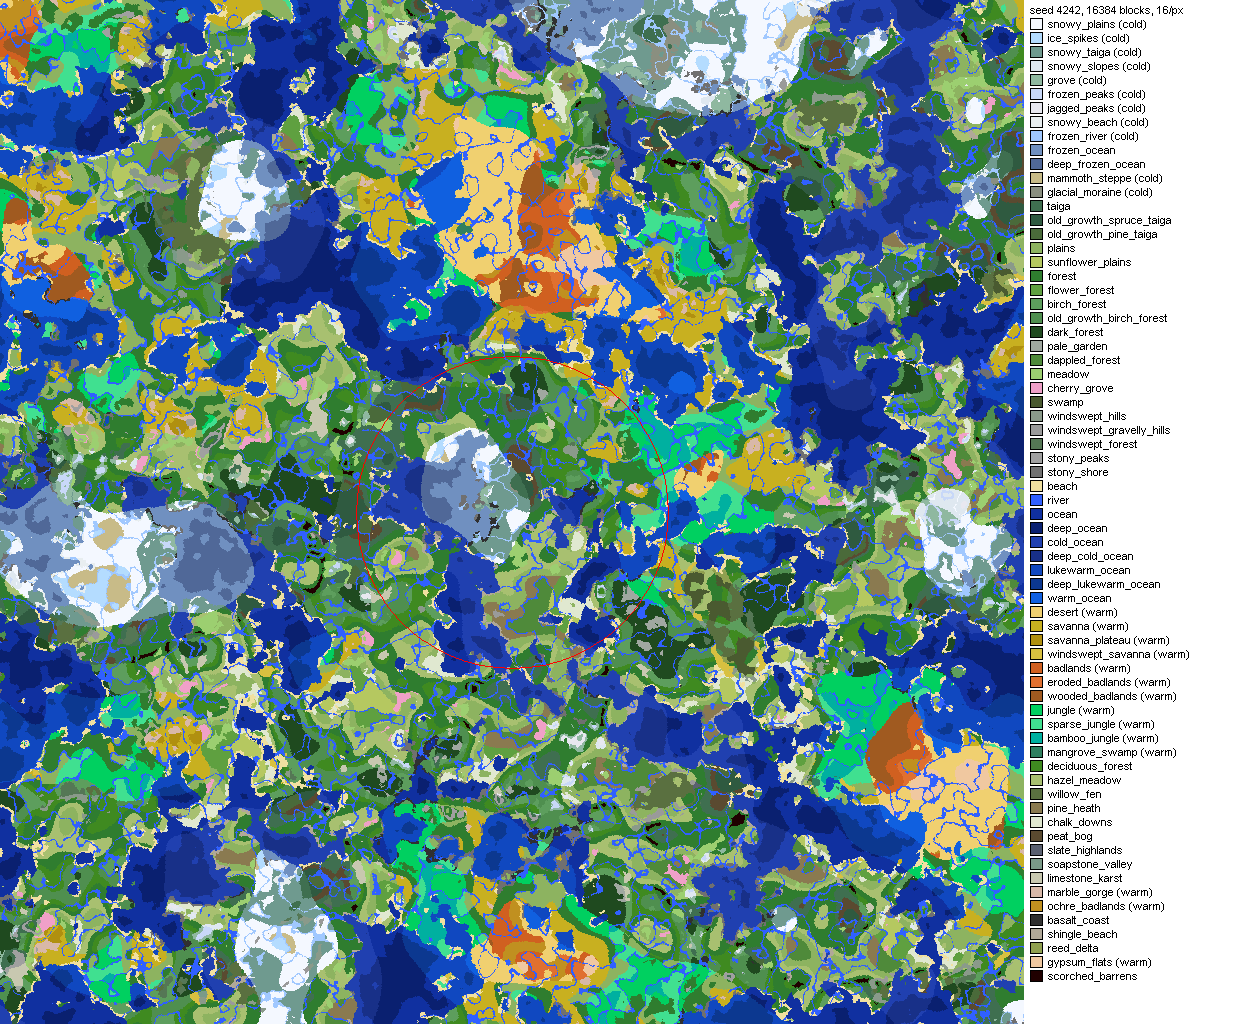 seed 4242, 16384 blocks, 16/px
snowy_plains (cold)
ice_spikes (cold)
snowy_taiga (cold)
snowy_slopes (cold)
grove (cold)
frozen_peaks (cold)
jagged_peaks (cold)
snowy_beach (cold)
frozen_river (cold)
frozen_ocean
deep_frozen_ocean
mammoth_steppe (cold)
glacial_moraine (cold)
taiga
old_growth_spruce_taiga
old_growth_pine_taiga
plains
sunflower_plains
forest
flower_forest
birch_forest
old_growth_birch_forest
dark_forest
pale_garden
dappled_forest
meadow
cherry_grove
swamp
windswept_hills
windswept_gravelly_hills
windswept_forest
stony_peaks
stony_shore
beach
river
ocean
deep_ocean
cold_ocean
deep_cold_ocean
lukewarm_ocean
deep_lukewarm_ocean
warm_ocean
desert (warm)
savanna (warm)
savanna_plateau (warm)
windswept_savanna (warm)
badlands (warm)
eroded_badlands (warm)
wooded_badlands (warm)
jungle (warm)
sparse_jungle (warm)
bamboo_jungle (warm)
mangrove_swamp (warm)
deciduous_forest
hazel_meadow
willow_fen
pine_heath
chalk_downs
peat_bog
slate_highlands
soapstone_valley
limestone_karst
marble_gorge (warm)
ochre_badlands (warm)
basalt_coast
shingle_beach
reed_delta
gypsum_flats (warm)
scorched_barrens